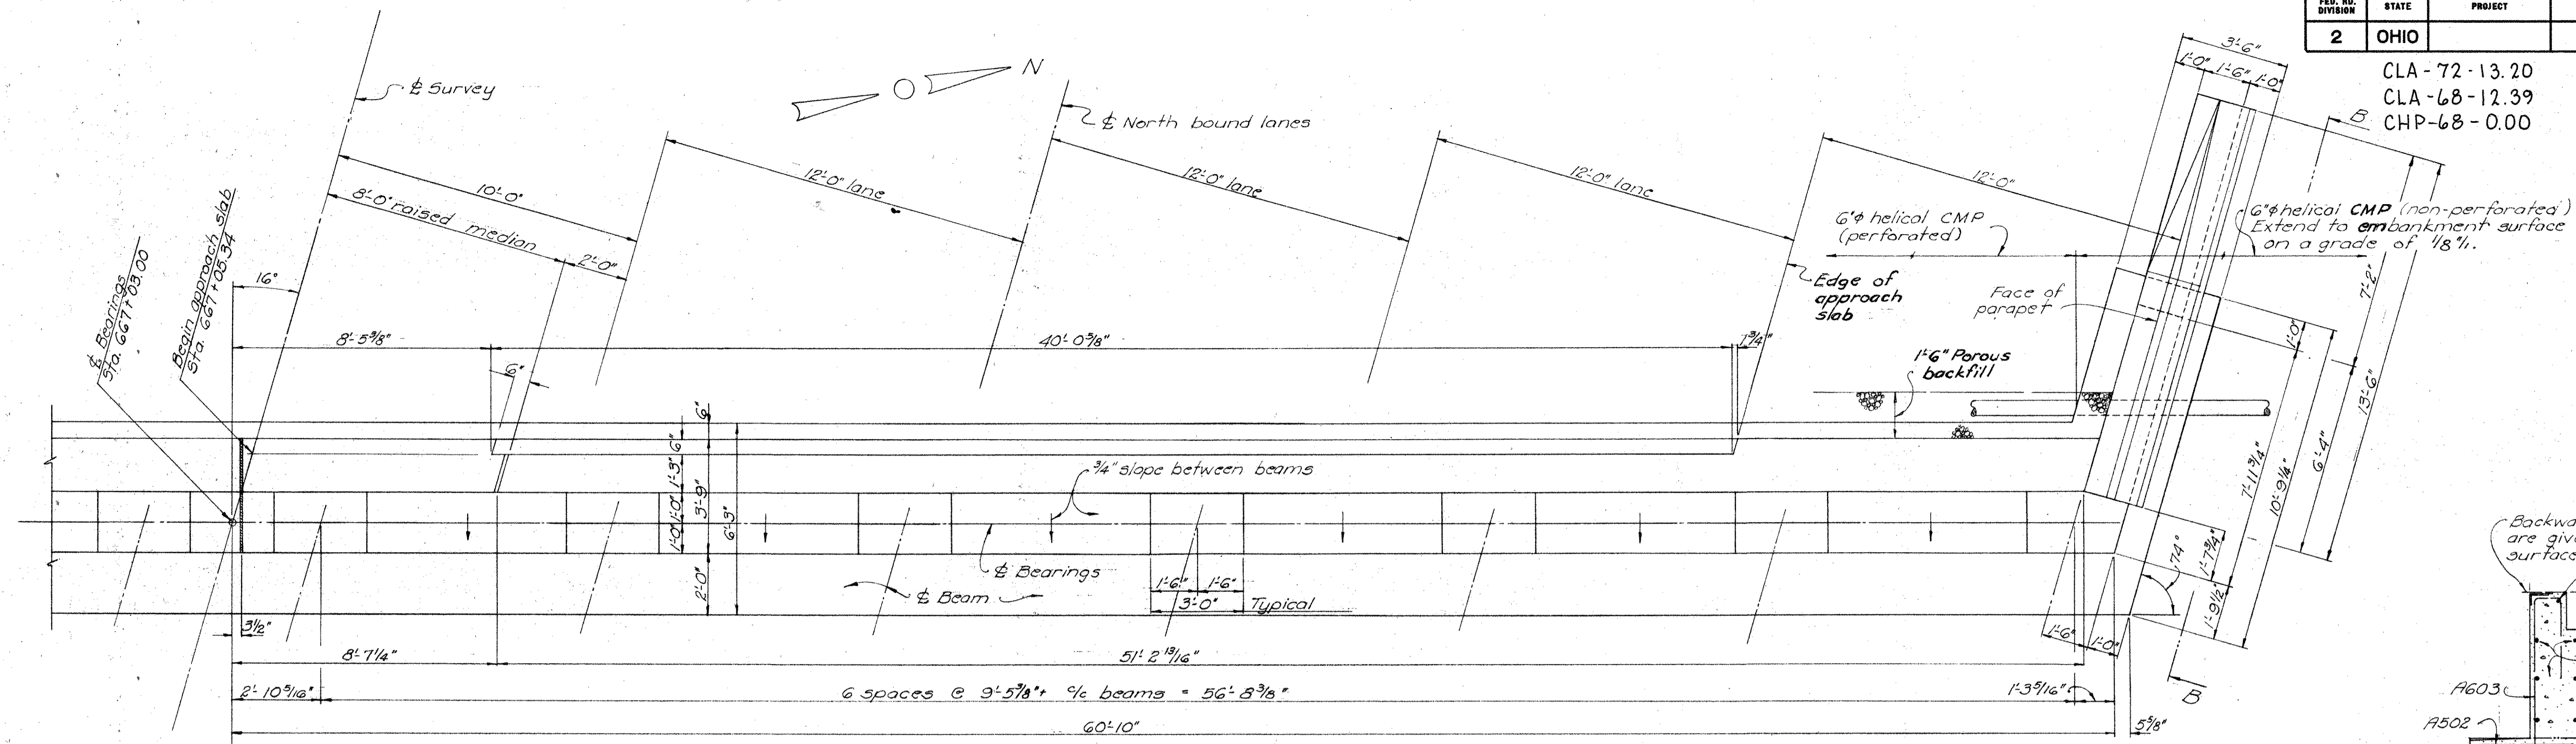 FED. RD. DIVISION
STATE
PROJECT
2
OHIO
CLA-72-13.20
CLA-68-12.39
CHP-68-0.00
℄ Survey
N
℄ North bound lanes
3'-6"
1'-0"
1'-6"
1'-0"
B
10'-0"
8'-0" raised median
2'-0"
12'-0" lane
12'-0" lane
12'-0" lane
12'-0"
6"φ helical CMP
(perforated)
6"φ helical CMP (non-perforated)
Extend to embankment surface
on a grade of 1/8"/1.
℄ Bearings
Sta. 667+03.00
Begin approach slab
Sta. 667+05.34
16°
Edge of
approach
slab
Face of
parapet
7'-2"
8'-5 3/8"
40'-0 5/8"
1 3/4"
6"
1'-6" Porous
backfill
1'-0"
13'-6"
6"
6"
1'-3"
1'-0"
1'-0"
3'-9"
6'-3"
2'-0"
3/4" slope between beams
7'-11 3/4"
10'-9 1/4"
6'-4"
℄ Bearings
℄ Beam
1'-6"
1'-6"
3'-0"
Typical
74°
1'-7 3/4"
1'-9 1/2"
Backwa
are give
surface
3 1/2"
8'-7 1/4"
51'-2 13/16"
1'-6"
1'-0"
2'-10 5/16"
6 spaces @ 9'-5 3/8"+ c/c beams = 56'-8 3/8"
1'-3 5/16"
B
60'-10"
5 5/8"
A603
A502